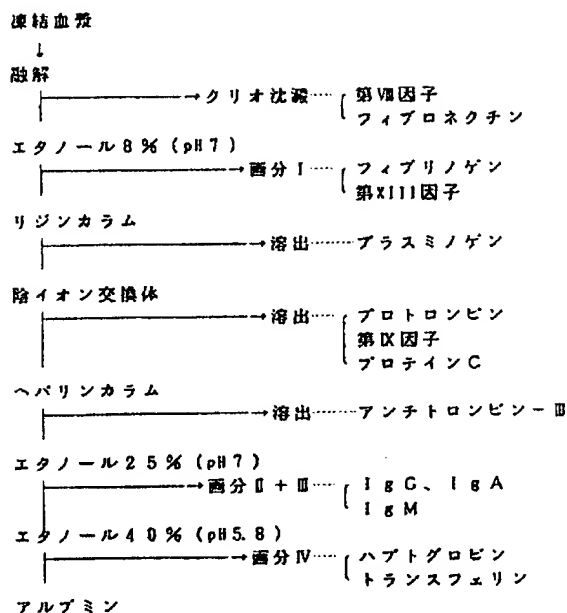 凍結血漿
↓
融解
→クリオ沈澱……第Ⅷ因子
フィブロネクチン
エタノール8%(pH7)
→画分Ⅰ……フィブリノゲン
第XIII因子
リジンカラム
→溶出……プラスミノゲン
陰イオン交換体
→溶出……プロトロンビン
第Ⅸ因子
プロテインC
ヘパリンカラム
→溶出……アンチトロンビン-Ⅲ
エタノール25%(pH7)
→画分Ⅱ+Ⅲ……IgG、IgA
IgM
エタノール40%(pH5.8)
→画分Ⅳ……ハプトグロビン
トランスフェリン
アルブミン